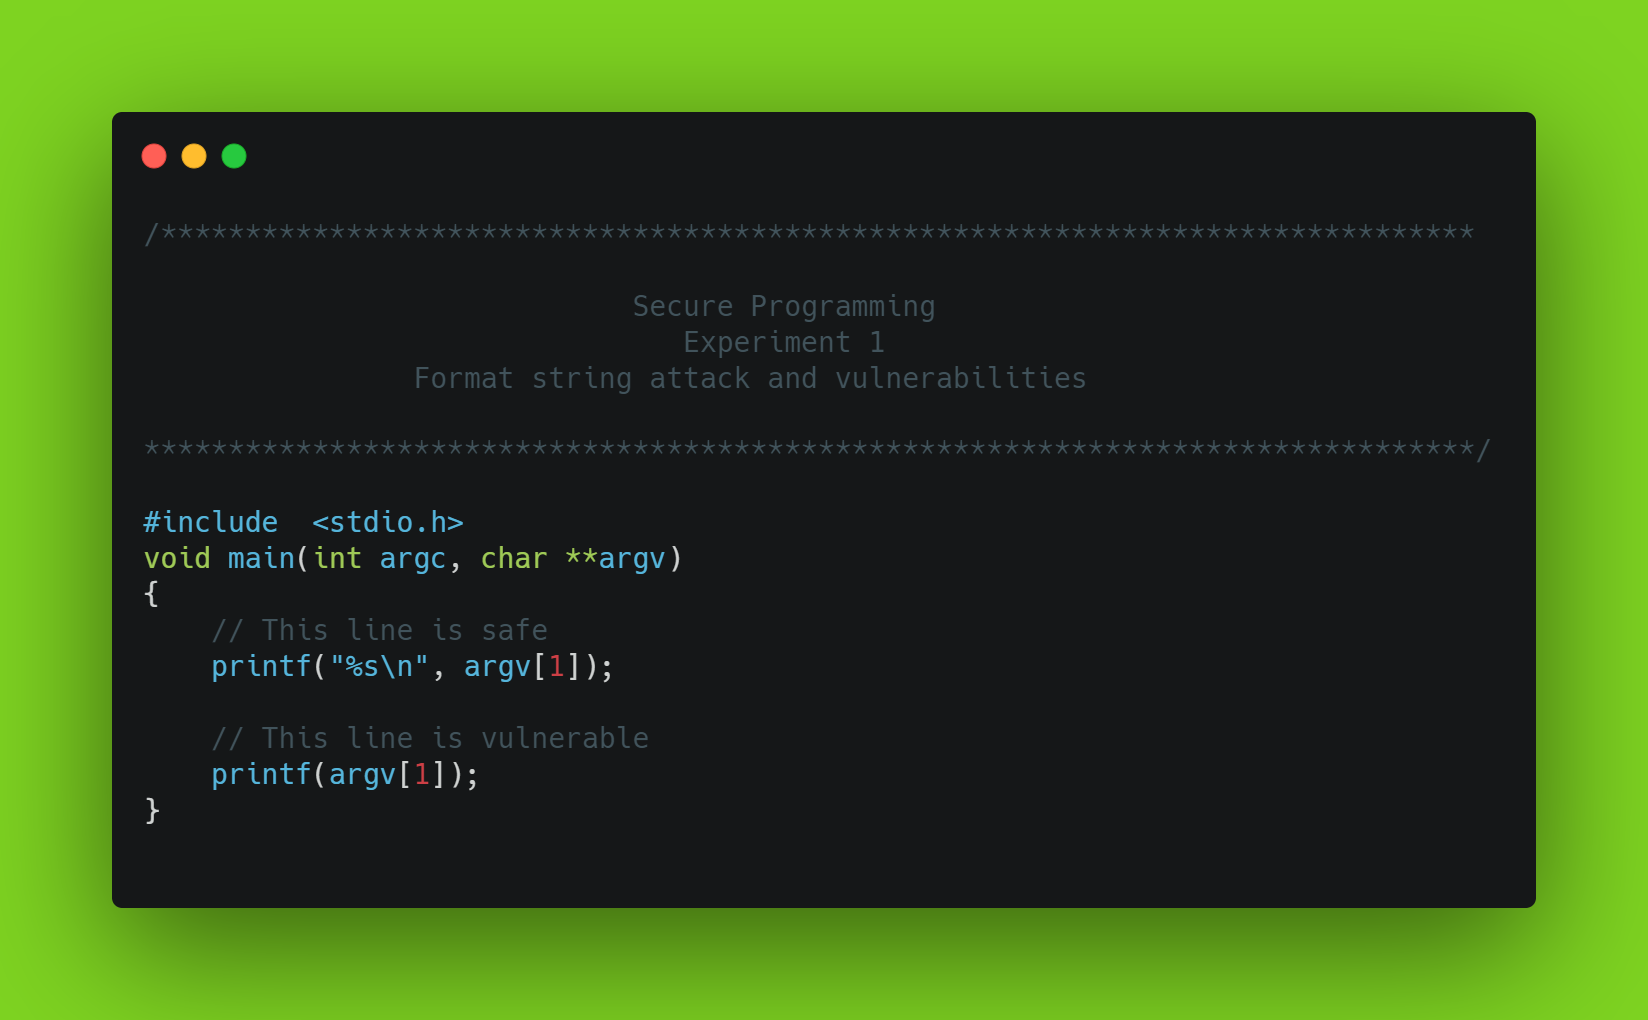 /******************************************************************************
Secure Programming
Experiment 1
Format string attack and vulnerabilities
*******************************************************************************/
#include  <stdio.h>
void main(int argc, char **argv)
{
    // This line is safe
    printf("%s\n", argv[1]);
    // This line is vulnerable
    printf(argv[1]);
}